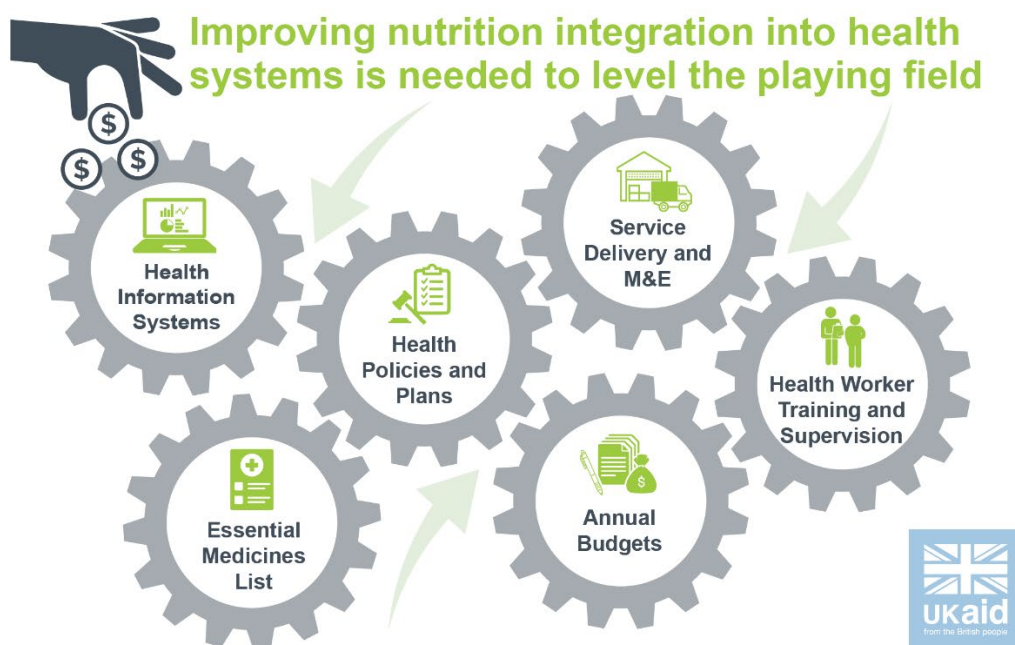 Improving nutrition integration into health
systems is needed to level the playing field
$
$
$
Health
Information
Systems
Health
Policies and
Plans
Service
Delivery and
M&E
Health Worker
Training and
Supervision
Essential
Medicines
List
$
Annual
Budgets
UKaid
from the British people